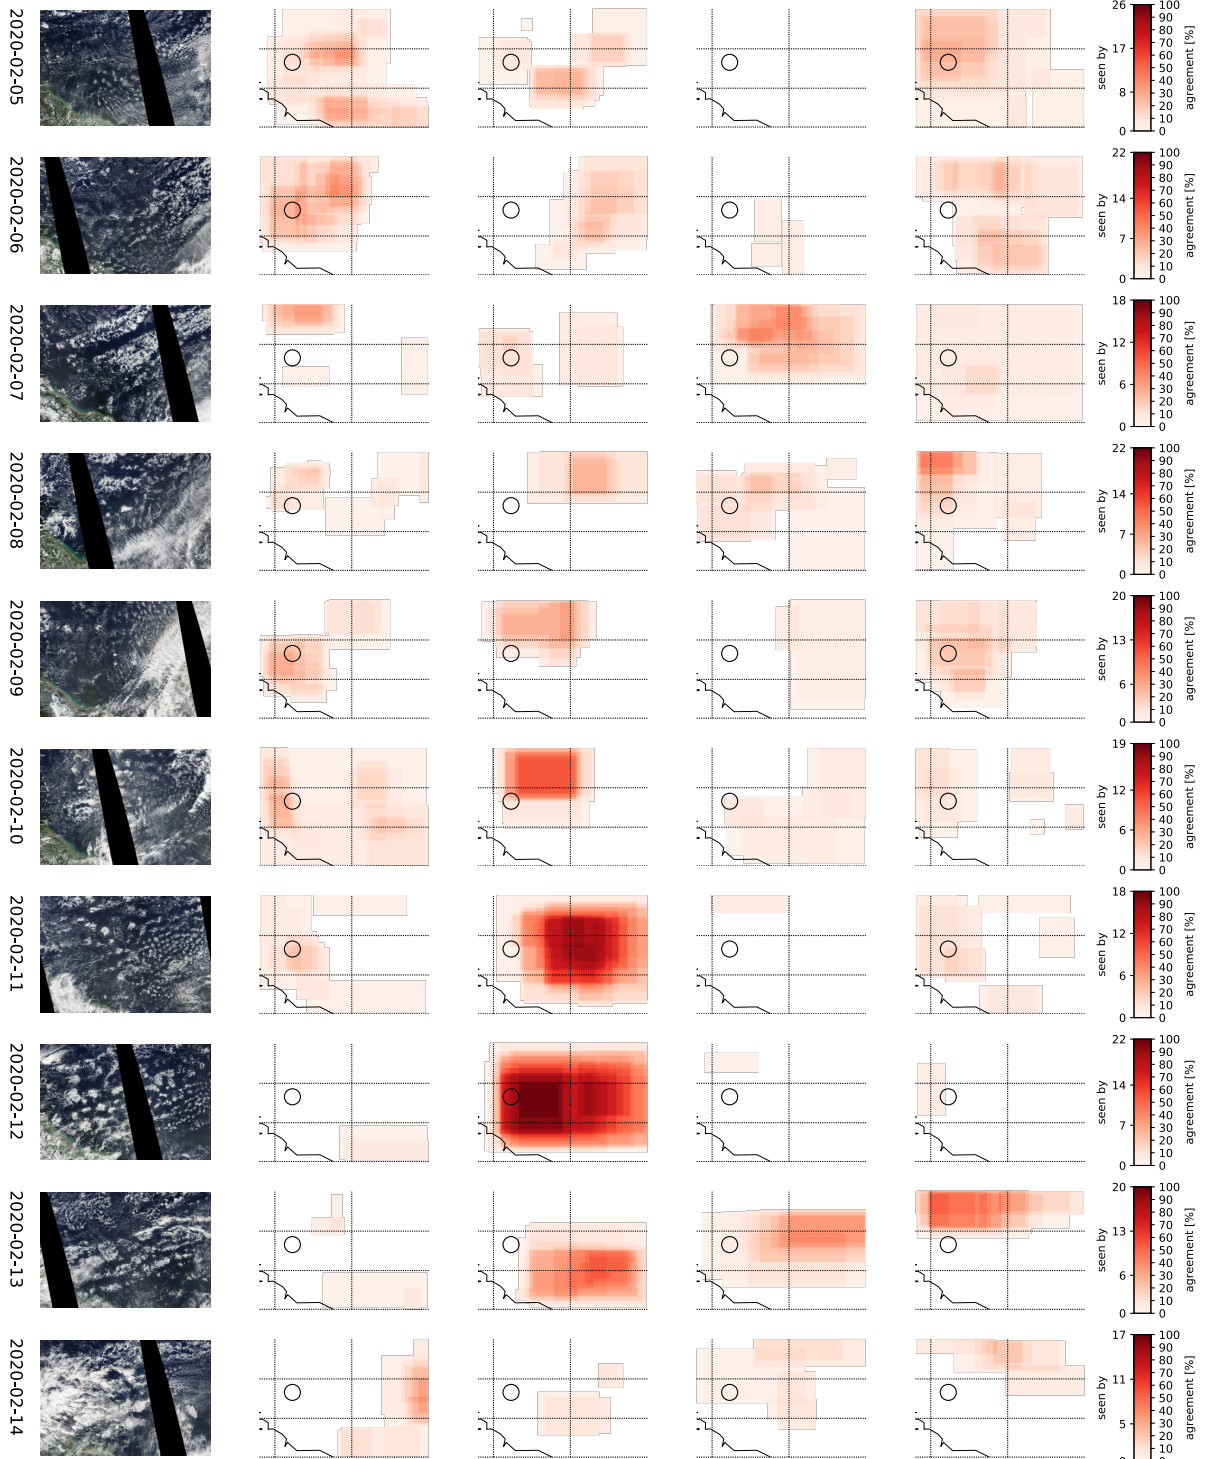 2020-02-05
26 17 8 0
seen by
100 90 80 70 60 50 40 30 20 10 0
agreement [%]
2020-02-06
22 14 7 0
seen by
100 90 80 70 60 50 40 30 20 10 0
agreement [%]
2020-02-07
18 12 6 0
seen by
100 90 80 70 60 50 40 30 20 10 0
agreement [%]
2020-02-08
22 14 7 0
seen by
100 90 80 70 60 50 40 30 20 10 0
agreement [%]
2020-02-09
20 13 6 0
seen by
100 90 80 70 60 50 40 30 20 10 0
agreement [%]
2020-02-10
19 12 6 0
seen by
100 90 80 70 60 50 40 30 20 10 0
agreement [%]
2020-02-11
18 12 6 0
seen by
100 90 80 70 60 50 40 30 20 10 0
agreement [%]
2020-02-12
22 14 7 0
seen by
100 90 80 70 60 50 40 30 20 10 0
agreement [%]
2020-02-13
20 13 6 0
seen by
100 90 80 70 60 50 40 30 20 10 0
agreement [%]
2020-02-14
17 11 5 0
seen by
100 90 80 70 60 50 40 30 20 10 0
agreement [%]